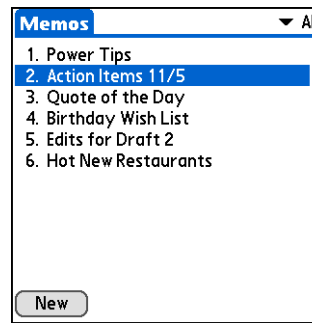 Memos
1. Power Tips
2. Action Items 11/5
3. Quote of the Day
4. Birthday Wish List
5. Edits for Draft 2
6. Hot New Restaurants
New